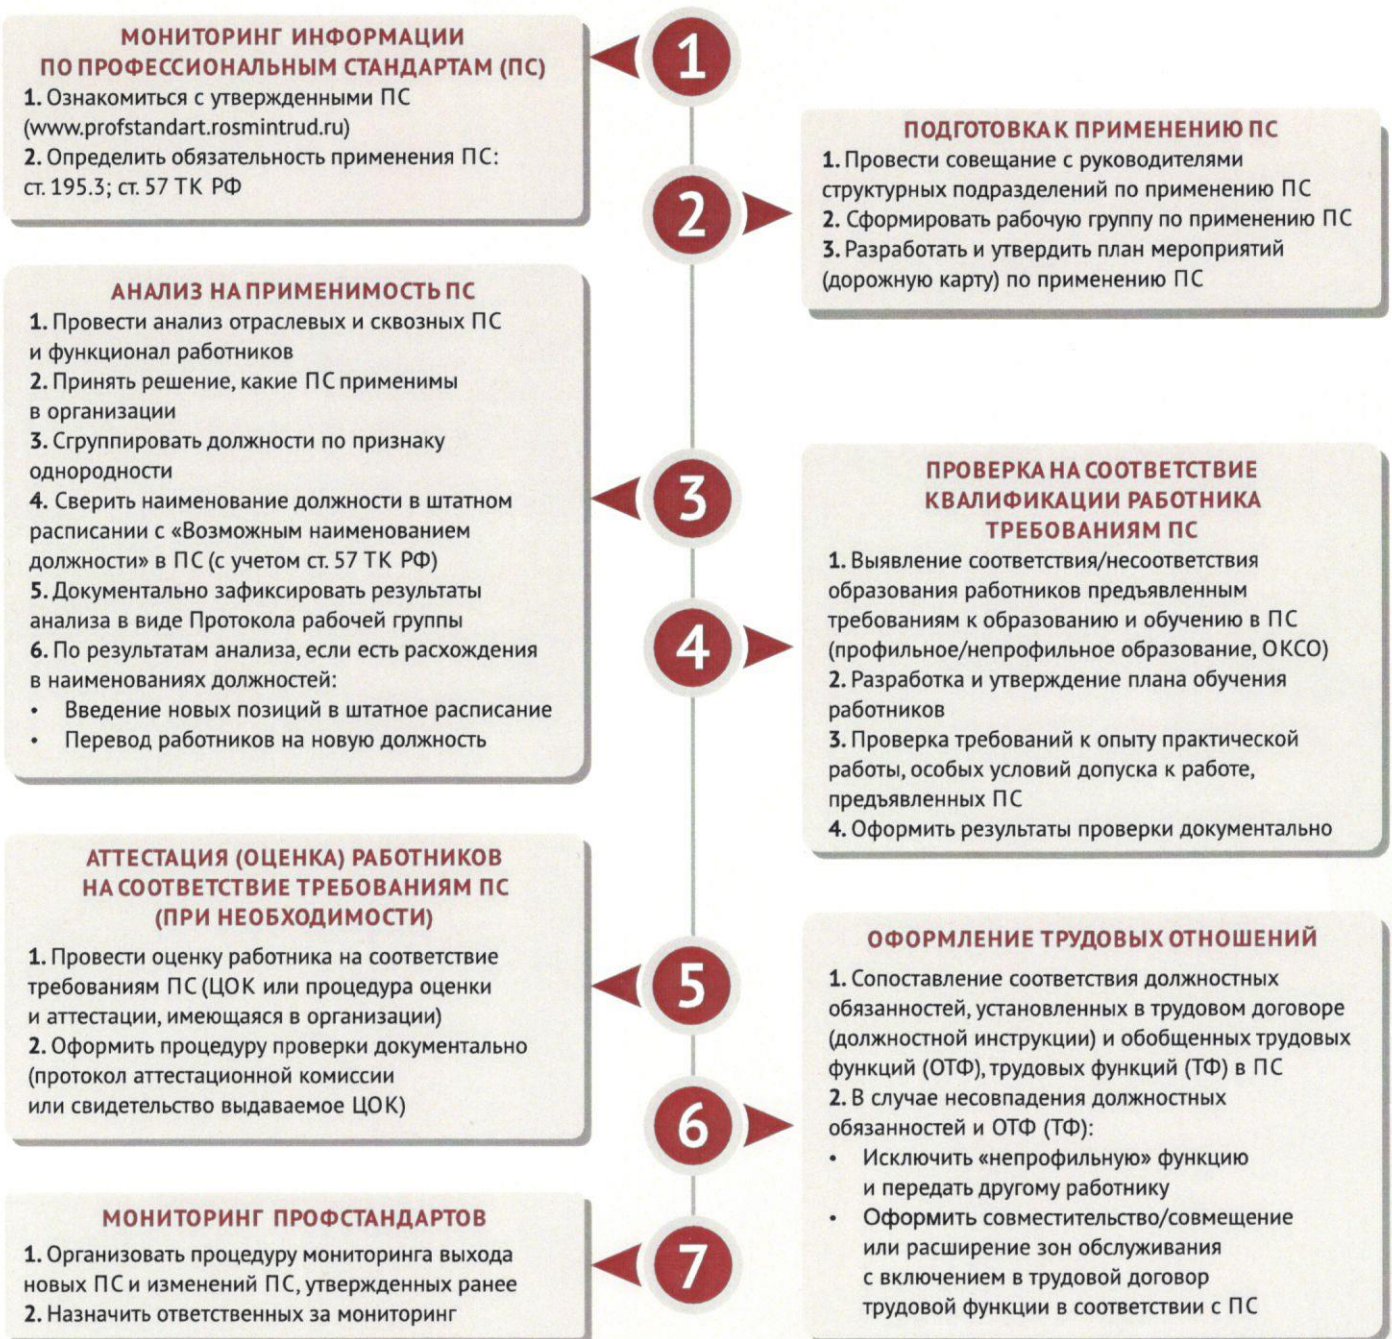 1
МОНИТОРИНГ ИНФОРМАЦИИ
ПО ПРОФЕССИОНАЛЬНЫМ СТАНДАРТАМ (ПС)
1. Ознакомиться с утвержденными ПС
(www.profstandart.rosmintrud.ru)
2. Определить обязательность применения ПС:
ст. 195.3; ст. 57 ТК РФ
2
ПОДГОТОВКА К ПРИМЕНЕНИЮ ПС
1. Провести совещание с руководителями
структурных подразделений по применению ПС
2. Сформировать рабочую группу по применению ПС
3. Разработать и утвердить план мероприятий
(дорожную карту) по применению ПС
3
АНАЛИЗ НА ПРИМЕНИМОСТЬ ПС
1. Провести анализ отраслевых и сквозных ПС
и функционал работников
2. Принять решение, какие ПС применимы
в организации
3. Сгруппировать должности по признаку
однородности
4. Сверить наименование должности в штатном
расписании с «Возможным наименованием
должности» в ПС (с учетом ст. 57 ТК РФ)
5. Документально зафиксировать результаты
анализа в виде Протокола рабочей группы
6. По результатам анализа, если есть расхождения
в наименованиях должностей:
• Введение новых позиций в штатное расписание
• Перевод работников на новую должность
4
ПРОВЕРКА НА СООТВЕТСТВИЕ
КВАЛИФИКАЦИИ РАБОТНИКА
ТРЕБОВАНИЯМ ПС
1. Выявление соответствия/несоответствия
образования работников предъявленным
требованиям к образованию и обучению в ПС
(профильное/непрофильное образование, ОКСО)
2. Разработка и утверждение плана обучения
работников
3. Проверка требований к опыту практической
работы, особых условий допуска к работе,
предъявленных ПС
4. Оформить результаты проверки документально
5
АТТЕСТАЦИЯ (ОЦЕНКА) РАБОТНИКОВ
НА СООТВЕТСТВИЕ ТРЕБОВАНИЯМ ПС
(ПРИ НЕОБХОДИМОСТИ)
1. Провести оценку работника на соответствие
требованиям ПС (ЦОК или процедура оценки
и аттестации, имеющаяся в организации)
2. Оформить процедуру проверки документально
(протокол аттестационной комиссии
или свидетельство выдаваемое ЦОК)
6
ОФОРМЛЕНИЕ ТРУДОВЫХ ОТНОШЕНИЙ
1. Сопоставление соответствия должностных
обязанностей, установленных в трудовом договоре
(должностной инструкции) и обобщенных трудовых
функций (ОТФ), трудовых функций (ТФ) в ПС
2. В случае несовпадения должностных
обязанностей и ОТФ (ТФ):
• Исключить «непрофильную» функцию
и передать другому работнику
• Оформить совместительство/совмещение
или расширение зон обслуживания
с включением в трудовой договор
трудовой функции в соответствии с ПС
7
МОНИТОРИНГ ПРОФСТАНДАРТОВ
1. Организовать процедуру мониторинга выхода
новых ПС и изменений ПС, утвержденных ранее
2. Назначить ответственных за мониторинг